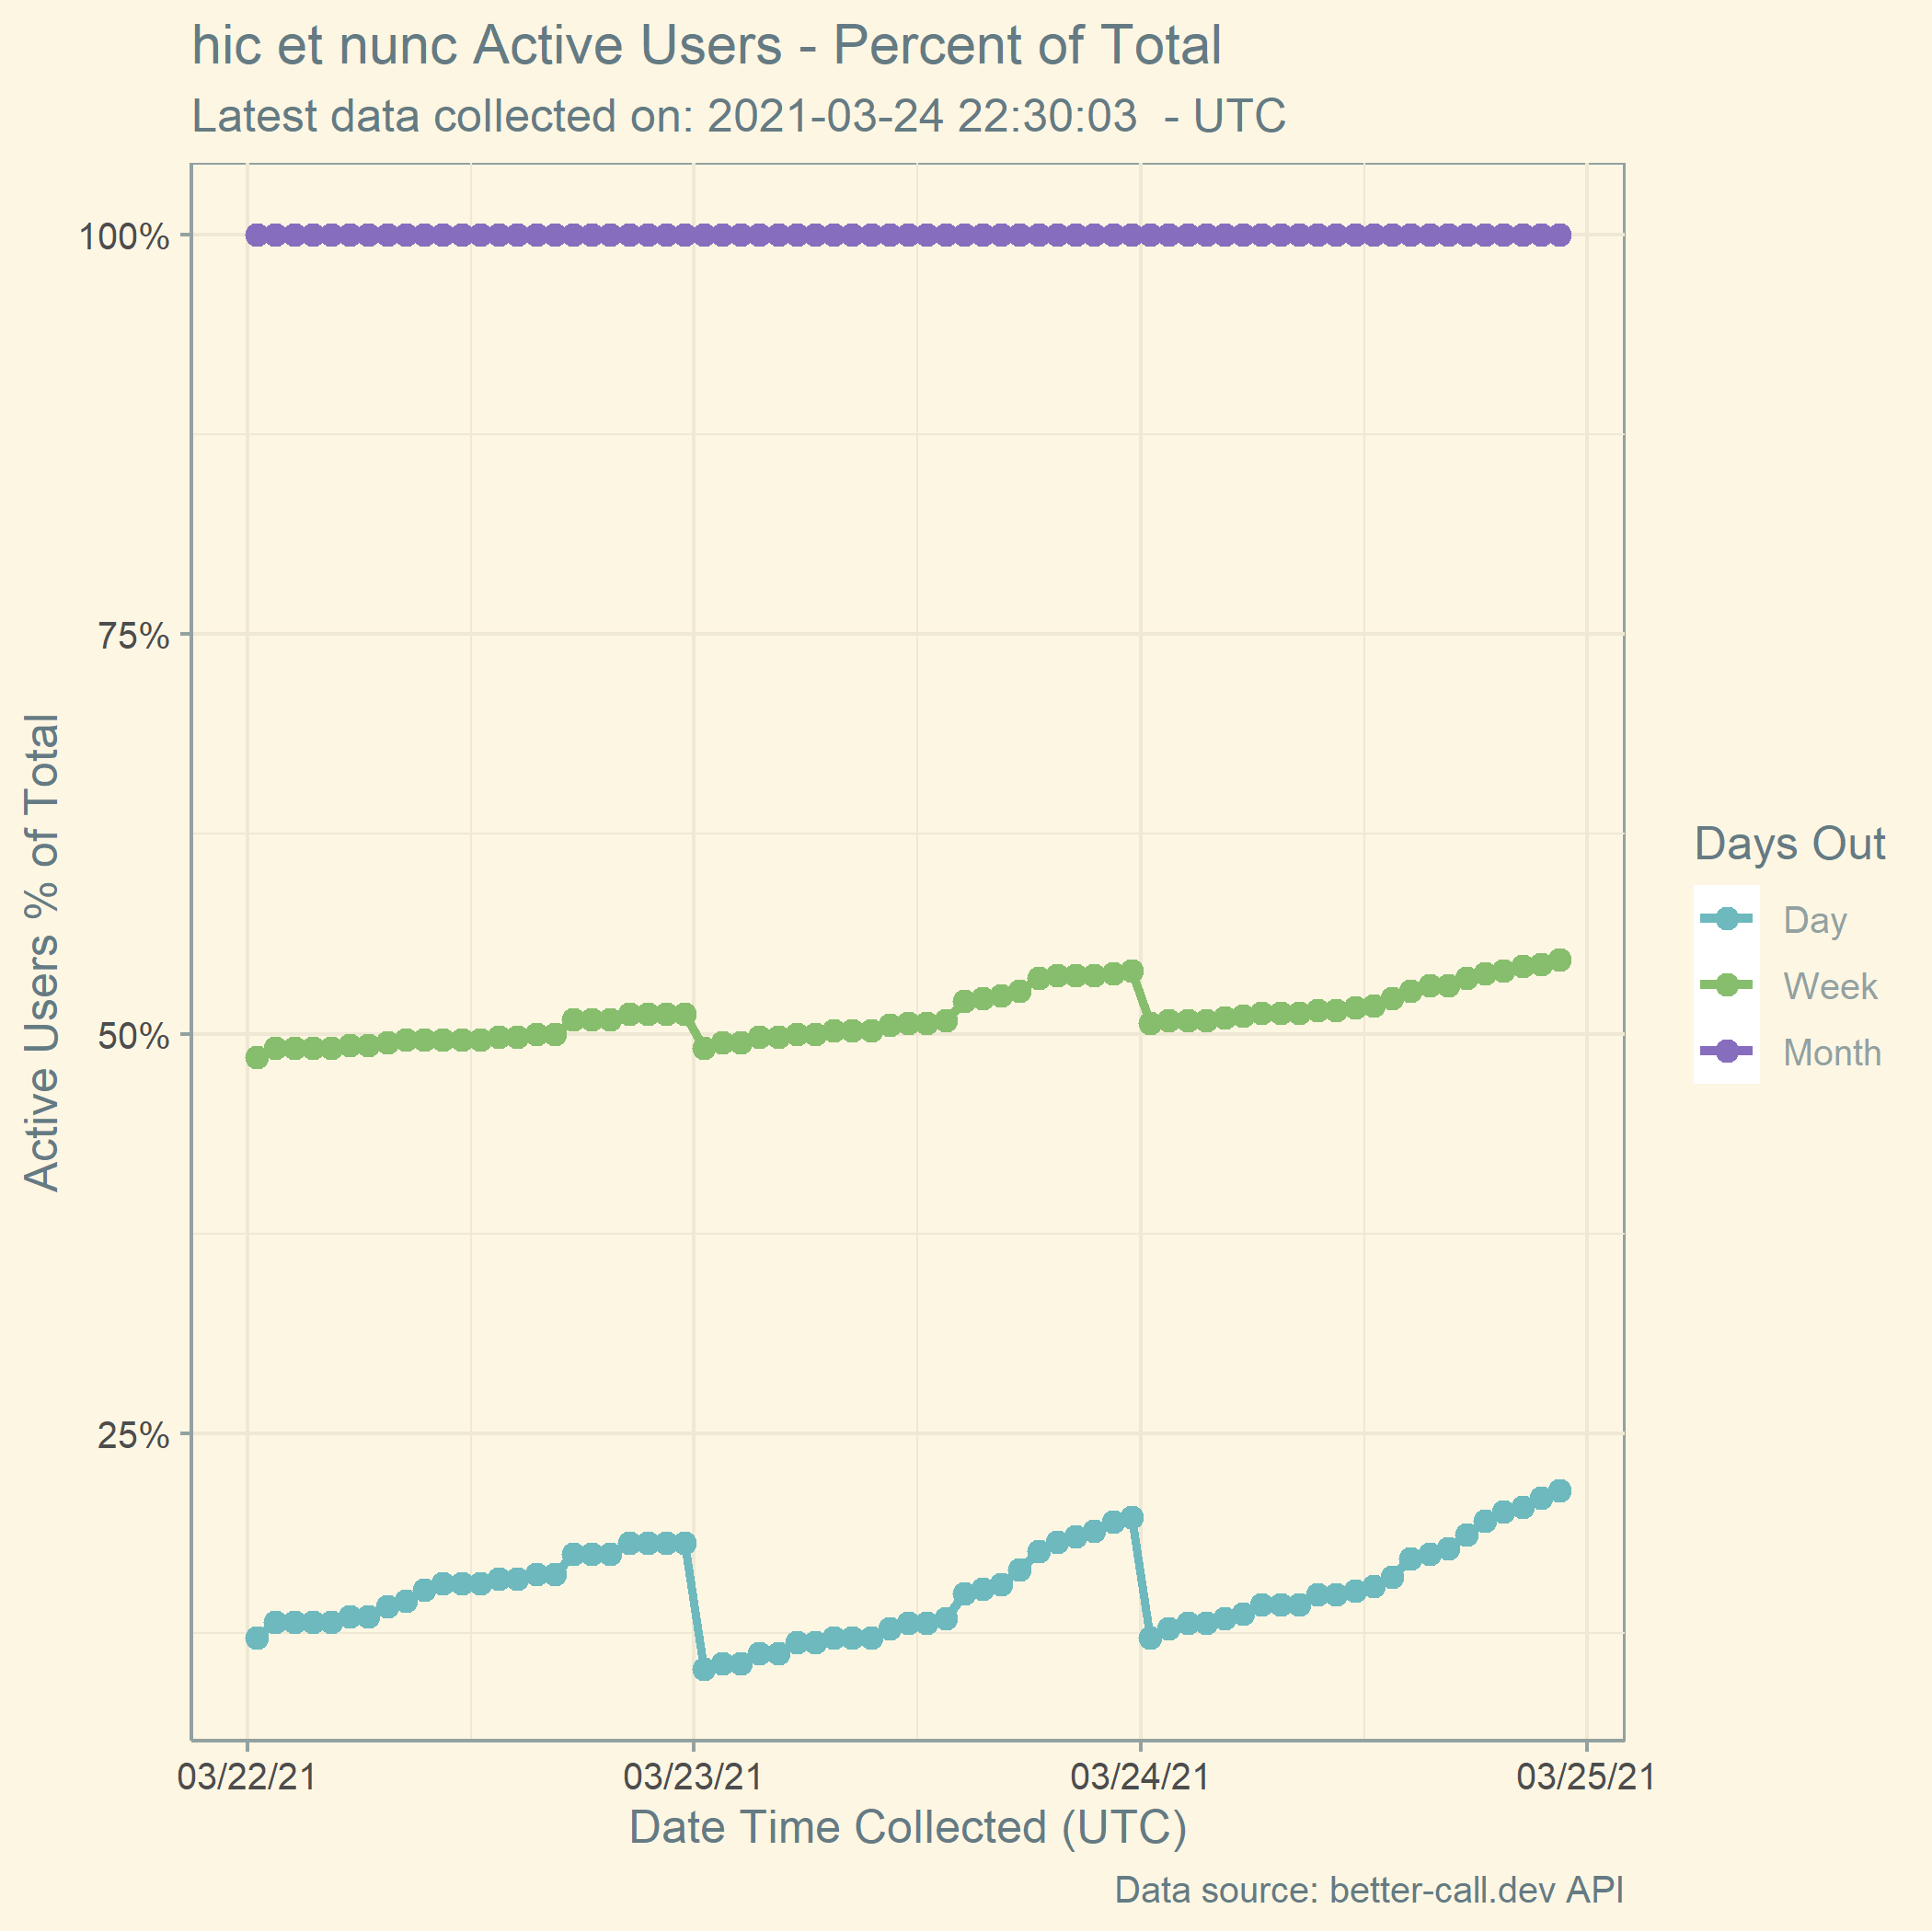 hic et nunc Active Users - Percent of Total
Latest data collected on: 2021-03-24 22:30:03  - UTC
100%
75%
50%
25%
Active Users % of Total
03/22/21
03/23/21
03/24/21
03/25/21
Date Time Collected (UTC)
Days Out
Day
Week
Month
Data source: better-call.dev API